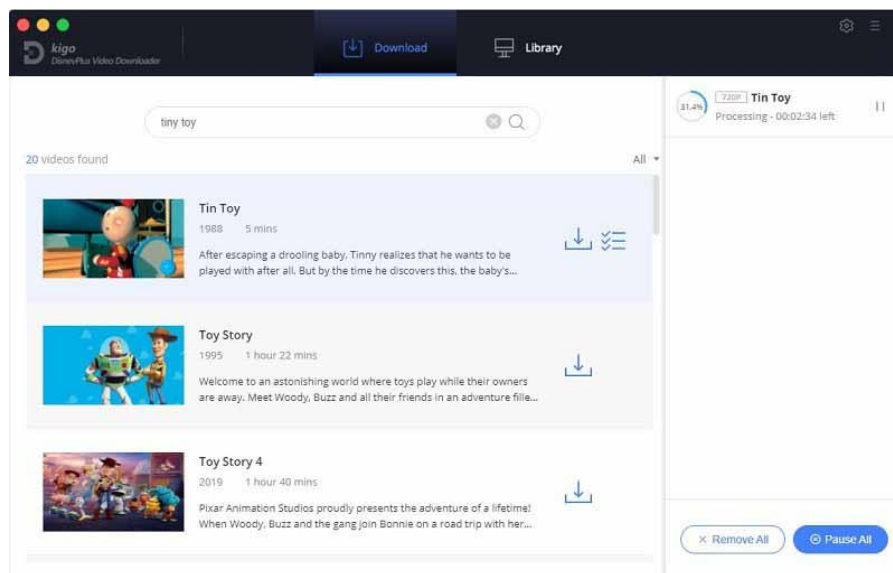 kigo
DisneyPlus Video Downloader
Download
Library
tiny toy
20 videos found
All
Tin Toy
1988 5 mins
After escaping a drooling baby, Tinny realizes that he wants to be
played with after all. But by the time he discovers this, the baby's...
Toy Story
1995 1 hour 22 mins
Welcome to an astonishing world where toys play while their owners
are away. Meet Woody, Buzz and all their friends in an adventure fille...
Toy Story 4
2019 1 hour 40 mins
Pixar Animation Studios proudly presents the adventure of a lifetime!
When Woody, Buzz and the gang join Bonnie on a road trip with her...
31.4%
720P Tin Toy
Processing - 00:02:34 left
Remove All
Pause All